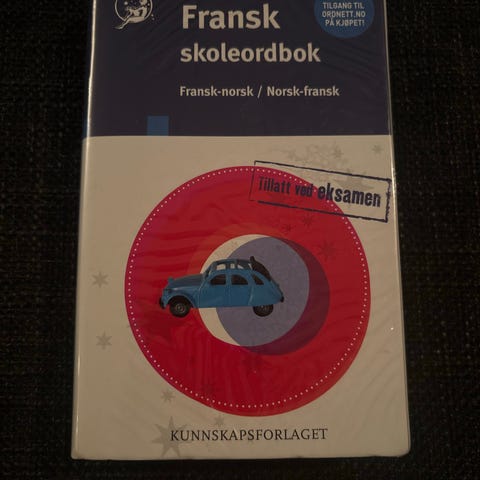 Fransk
skoleordbok
TILGANG TIL
ORDNETT.NO
PÅ KJØPET!
Fransk-norsk / Norsk-fransk
Tillatt ved eksamen
KUNNSKAPSFORLAGET